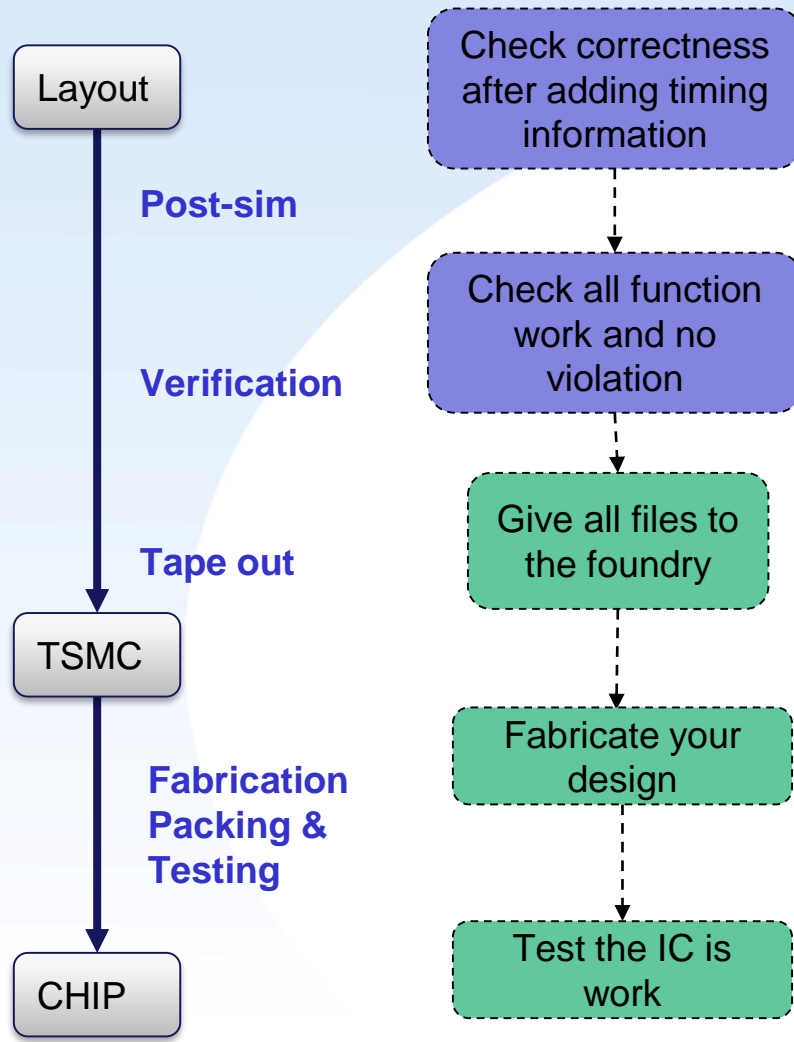 Layout
Post-sim
Verification
Tape out
TSMC
Fabrication
Packing &
Testing
CHIP
Check correctness
after adding timing
information
Check all function
work and no
violation
Give all files to
the foundry
Fabricate your
design
Test the IC is
work